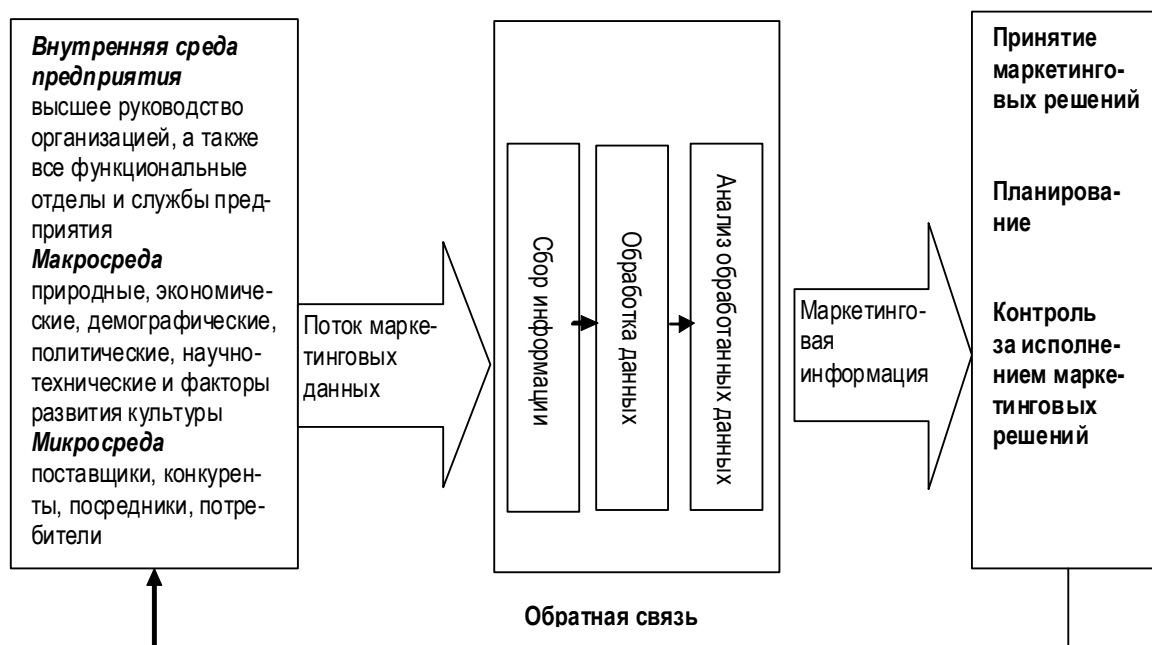 Внутренняя среда
предприятия
высшее руководство
организацией, а также
все функциональные
отделы и службы пред-
приятия
Макросреда
природные, экономиче-
ские, демографические,
политические, научно-
технические и факторы
развития культуры
Микросреда
поставщики, конкурен-
ты, посредники, потре-
бители
Поток марке-
тинговых
данных
Сбор информации
Обработка данных
Анализ обработанных данных
Маркетинго-
вая
информация
Принятие
маркетинго-
вых решений
Планирова-
ние
Контроль
за исполне-
нием марке-
тинговых
решений
Обратная связь